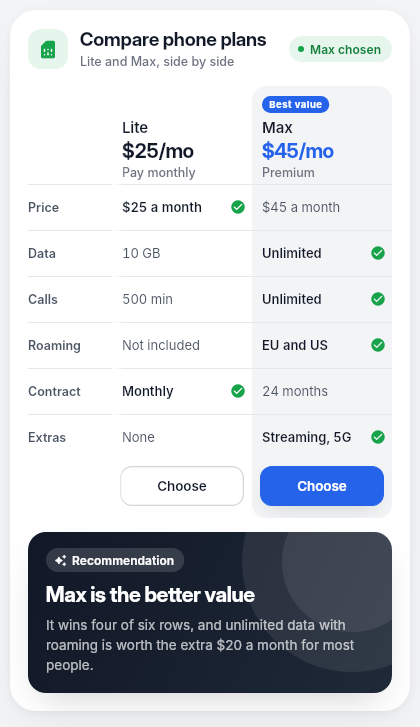 Compare phone plans
Lite and Max, side by side
Max chosen
Best value
Lite
$25/mo
Pay monthly
Max
$45/mo
Premium
Price
$25 a month
$45 a month
Data
10 GB
Unlimited
Calls
500 min
Unlimited
Roaming
Not included
EU and US
Contract
Monthly
24 months
Extras
None
Streaming, 5G
Choose
Choose
Recommendation
Max is the better value
It wins four of six rows, and unlimited data with
roaming is worth the extra $20 a month for most
people.